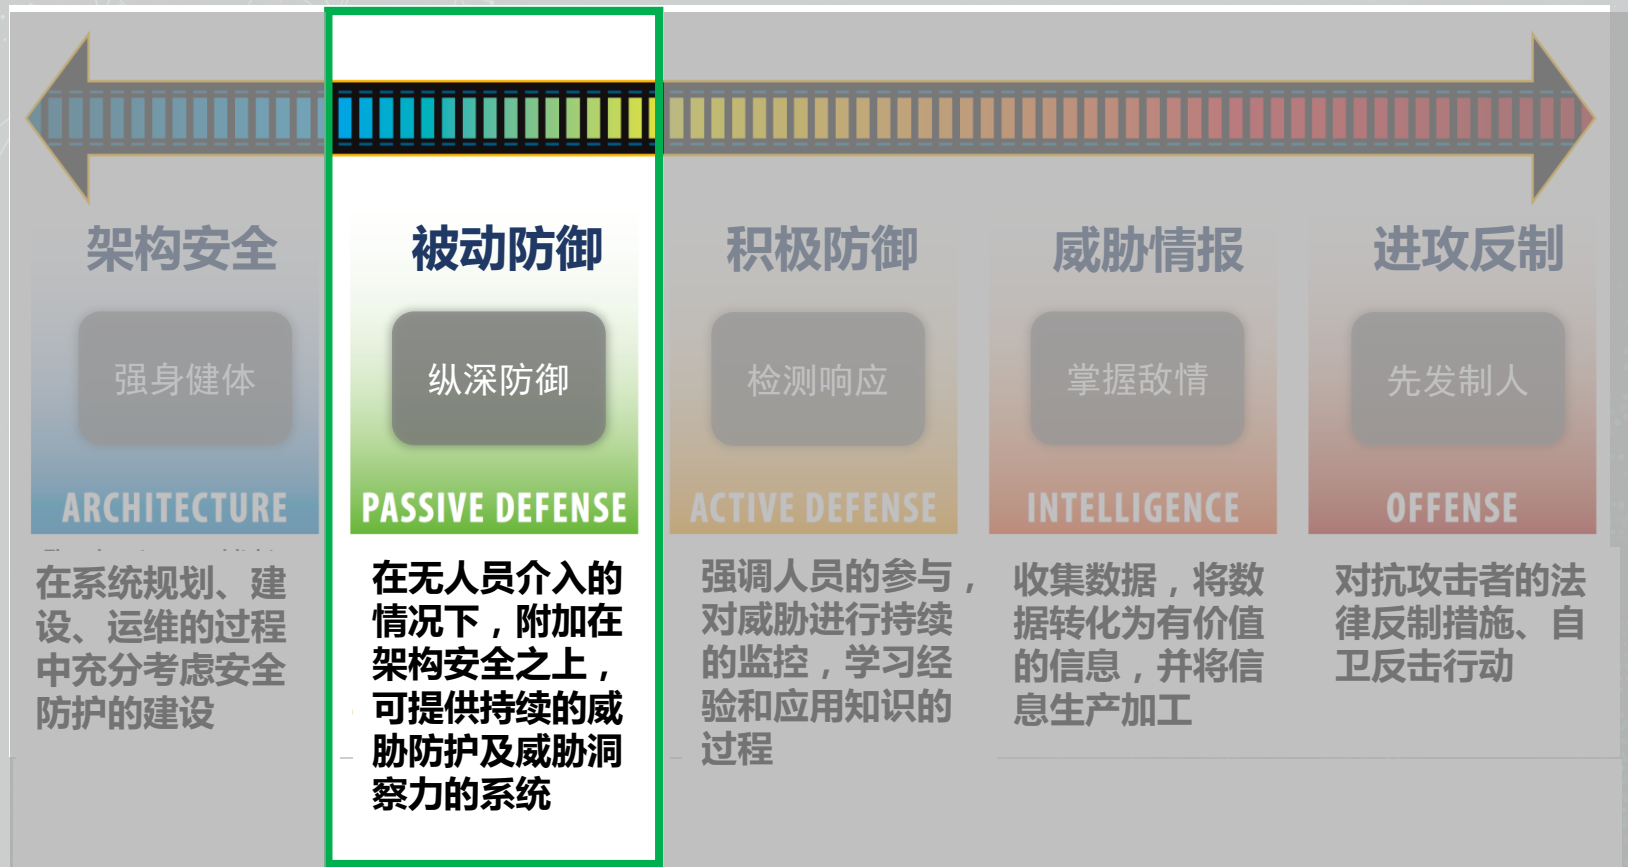 架构安全
强身健体
ARCHITECTURE
在系统规划、建
设、运维的过程
中充分考虑安全
防护的建设
被动防御
纵深防御
PASSIVE DEFENSE
在无人员介入的
情况下，附加在
架构安全之上，
可提供持续的威
胁防护及威胁洞
察力的系统
积极防御
检测响应
ACTIVE DEFENSE
强调人员的参与，
对威胁进行持续
的监控，学习经
验和应用知识的
过程
威胁情报
掌握敌情
INTELLIGENCE
收集数据，将数
据转化为有价值
的信息，并将信
息生产加工
进攻反制
先发制人
OFFENSE
对抗攻击者的法
律反制措施、自
卫反击行动